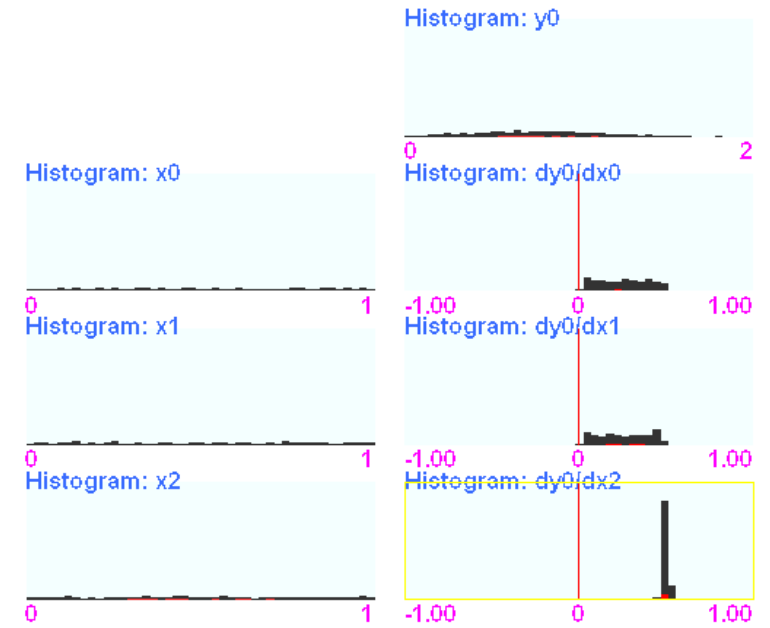 Histogram: y0
0 2
Histogram: x0 Histogram: dy0/dx0
0 1 -1.00 0 1.00
Histogram: x1 Histogram: dy0/dx1
0 1 -1.00 0 1.00
Histogram: x2 Histogram: dy0/dx2
0 1 -1.00 0 1.00